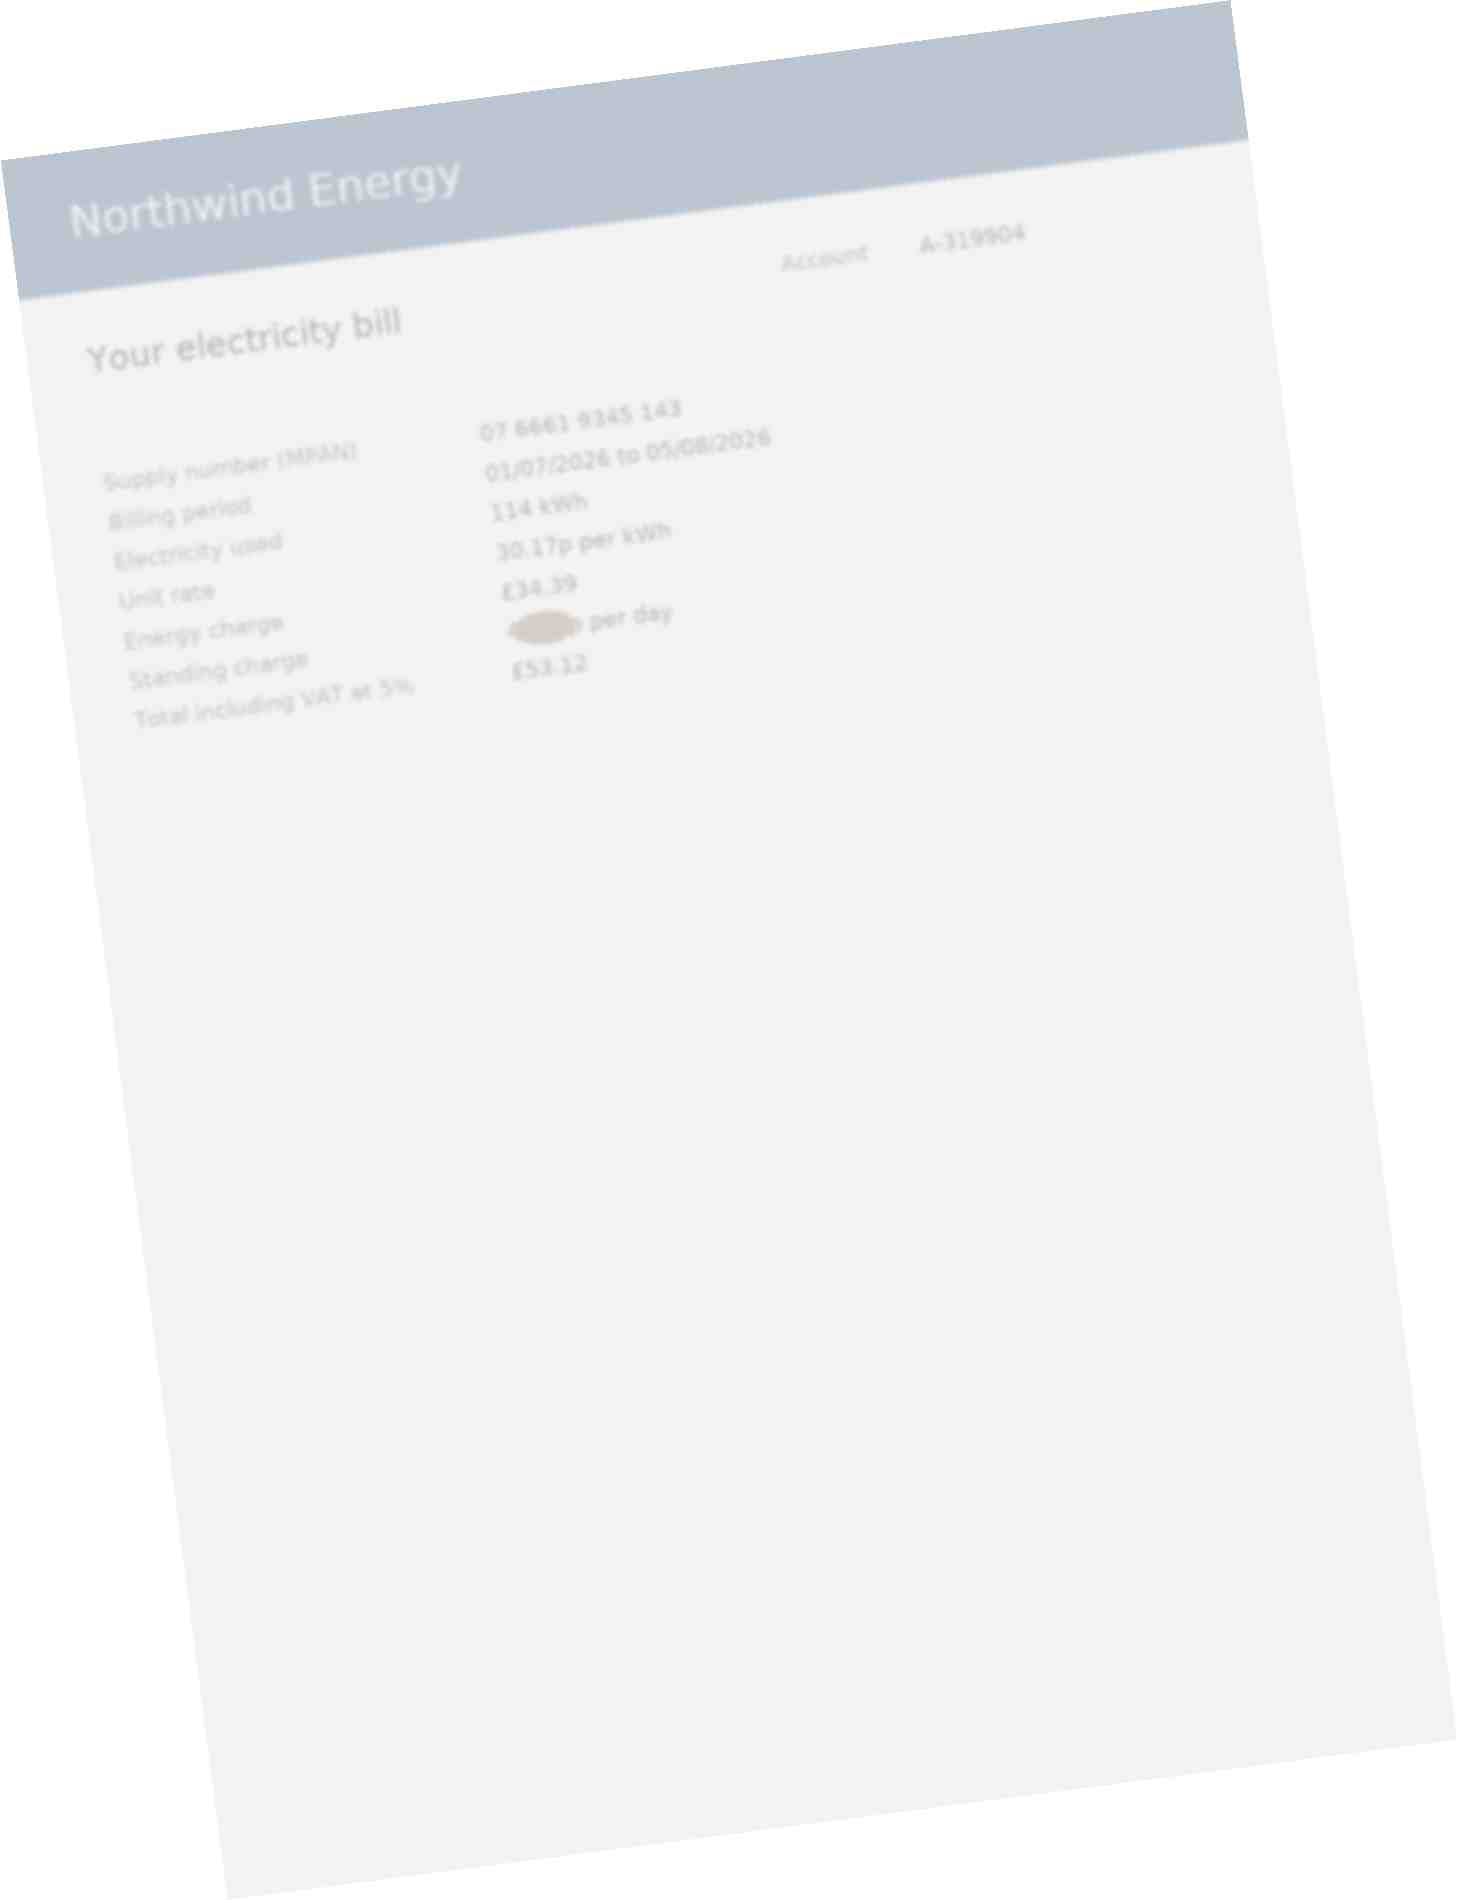 Northwind Energy
Account A-319904
Your electricity bill
Supply number (MPAN) 07 6661 9345 143
Billing period 01/07/2026 to 05/08/2026
Electricity used 114 kWh
Unit rate 30.17p per kWh
Energy charge £34.39
Standing charge per day
Total including VAT at 5% £53.12